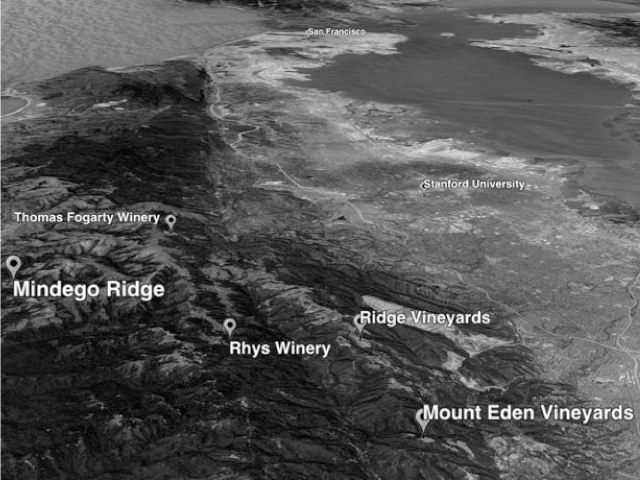 San Francisco
Stanford University
Thomas Fogarty Winery
Mindego Ridge
Ridge Vineyards
Rhys Winery
Mount Eden Vineyards